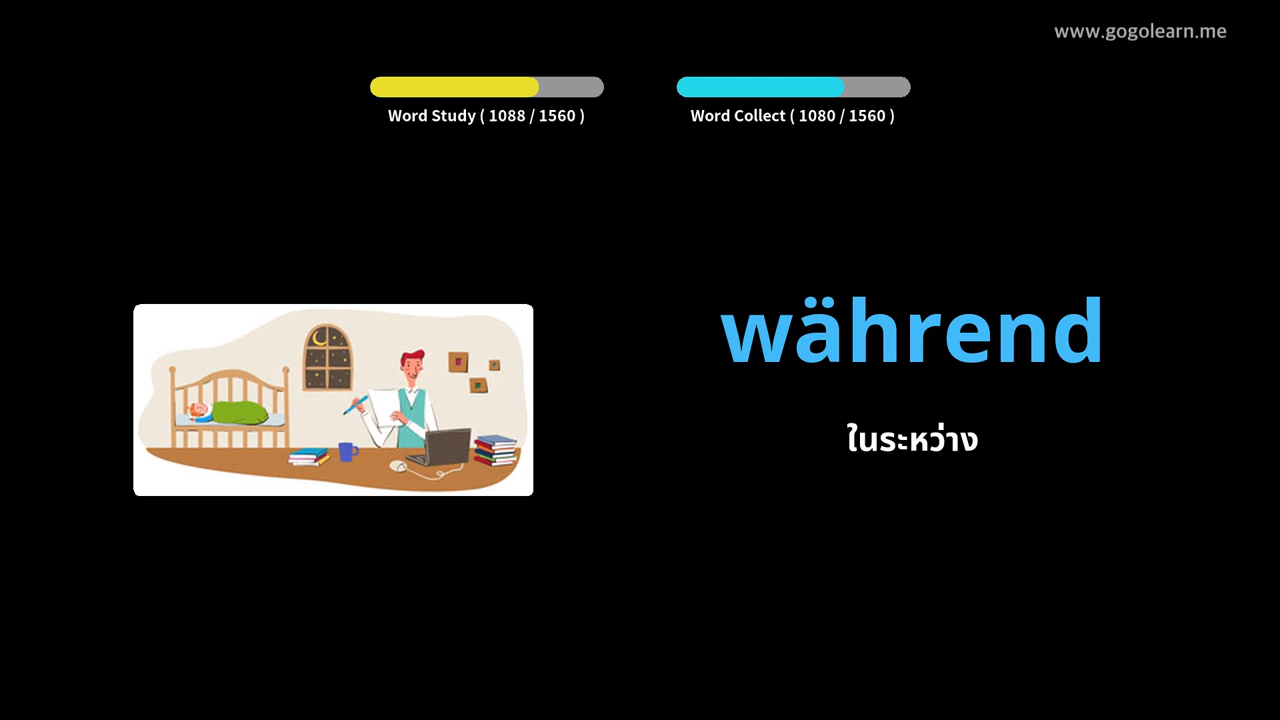 www.gogolearn.me
Word Study ( 1088 / 1560 )
Word Collect ( 1080 / 1560 )
während
ในระหว่าง